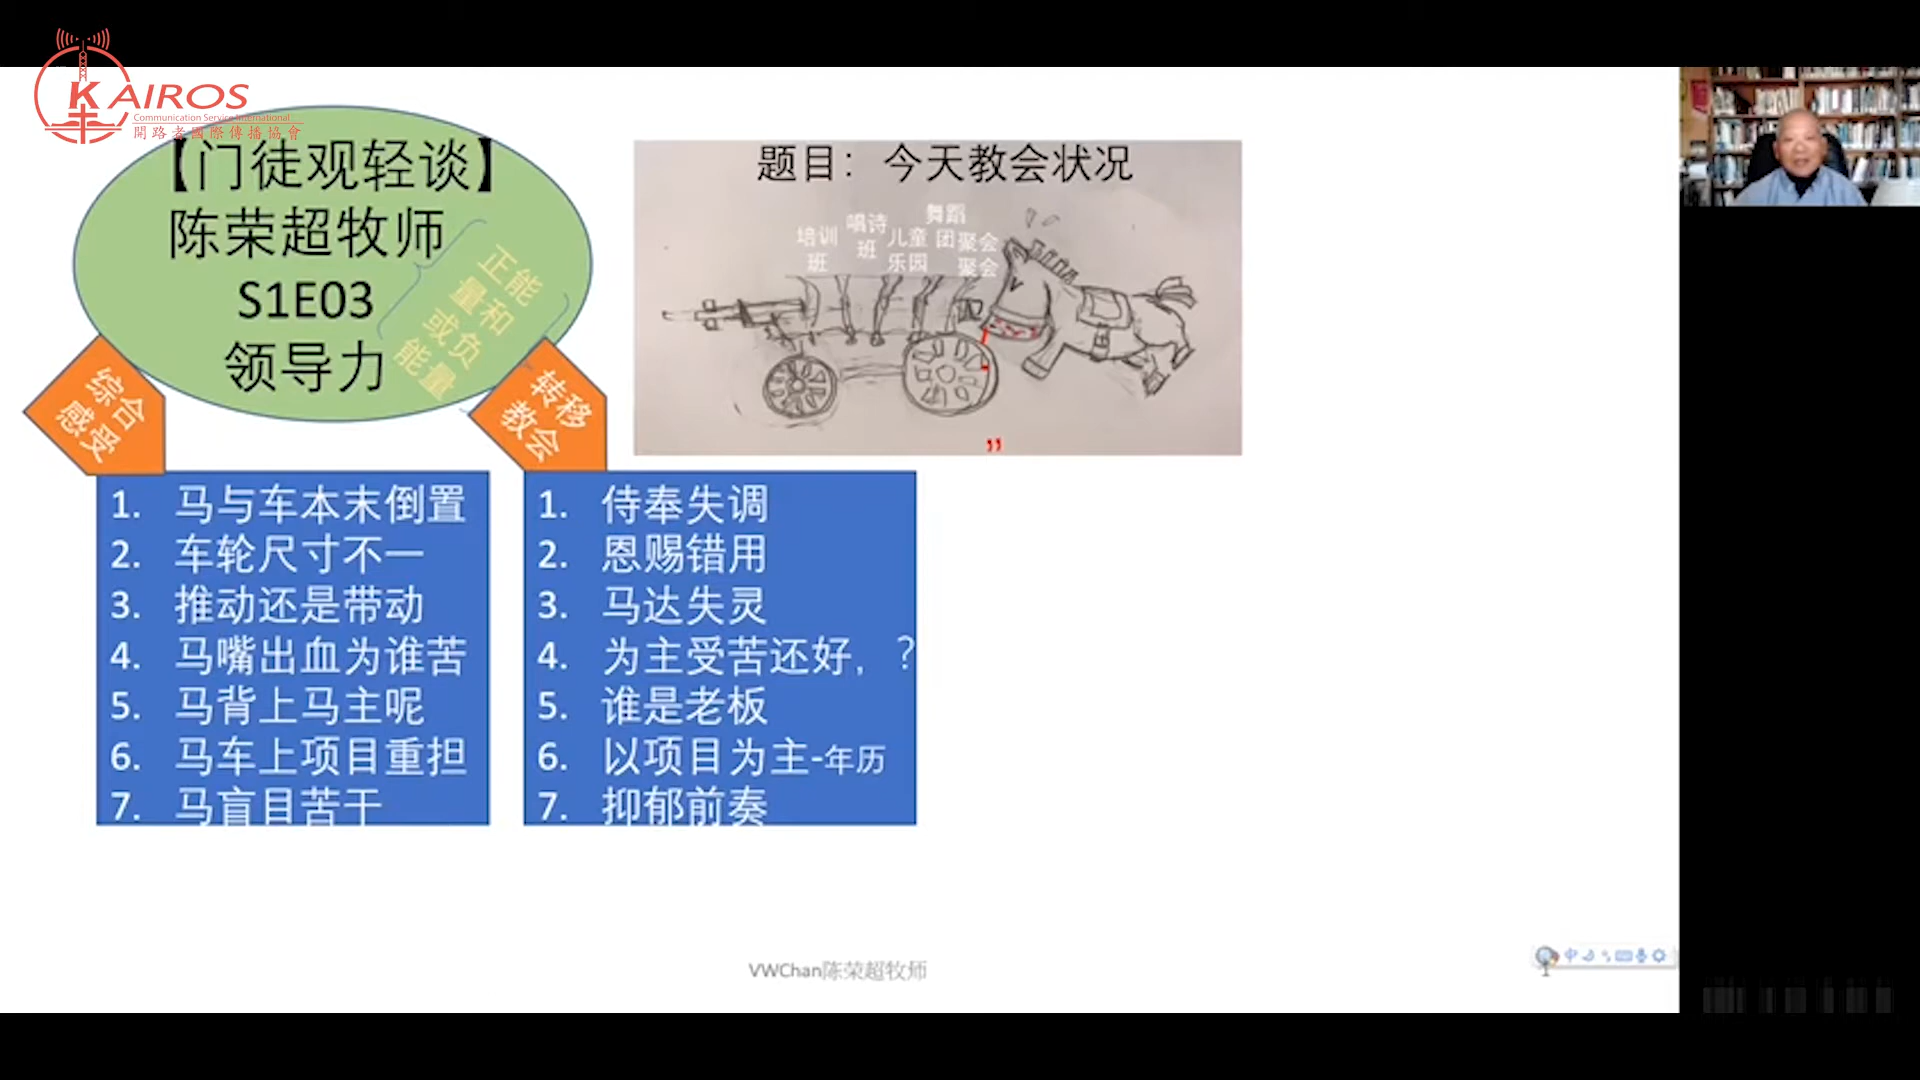 KAIROS
Communication Service International
開路者國際傳播協會
【门徒观轻谈】
陈荣超牧师
S1E03
领导力
正能
量和
或负
能量
综合
感受
转移
教会
题目：今天教会状况
培训
班
唱诗
班
儿童
乐园
舞蹈
团
聚会
聚会
1. 马与车本末倒置
2. 车轮尺寸不一
3. 推动还是带动
4. 马嘴出血为谁苦
5. 马背上马主呢
6. 马车上项目重担
7. 马盲目苦干
1. 侍奉失调
2. 恩赐错用
3. 马达失灵
4. 为主受苦还好，？
5. 谁是老板
6. 以项目为主-年历
7. 抑郁前奏
VWChan陈荣超牧师
中